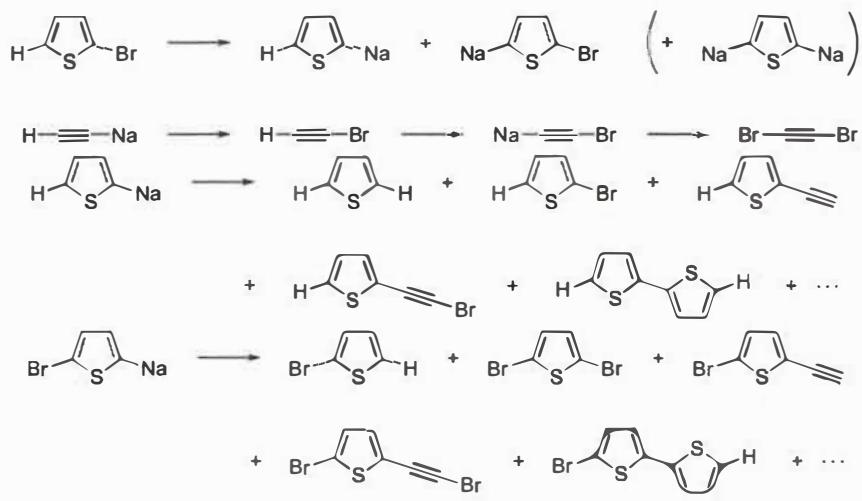 H S Br → H S Na + Na S Br ( + Na S Na )
H ≡ Na → H ≡ Br → Na ≡ Br → Br ≡ Br
H S Na → H S H + H S Br + H S
+ H S Br + H S S H + ...
Br S Na → Br S H + Br S Br + Br S
+ Br S Br + Br S S H + ...